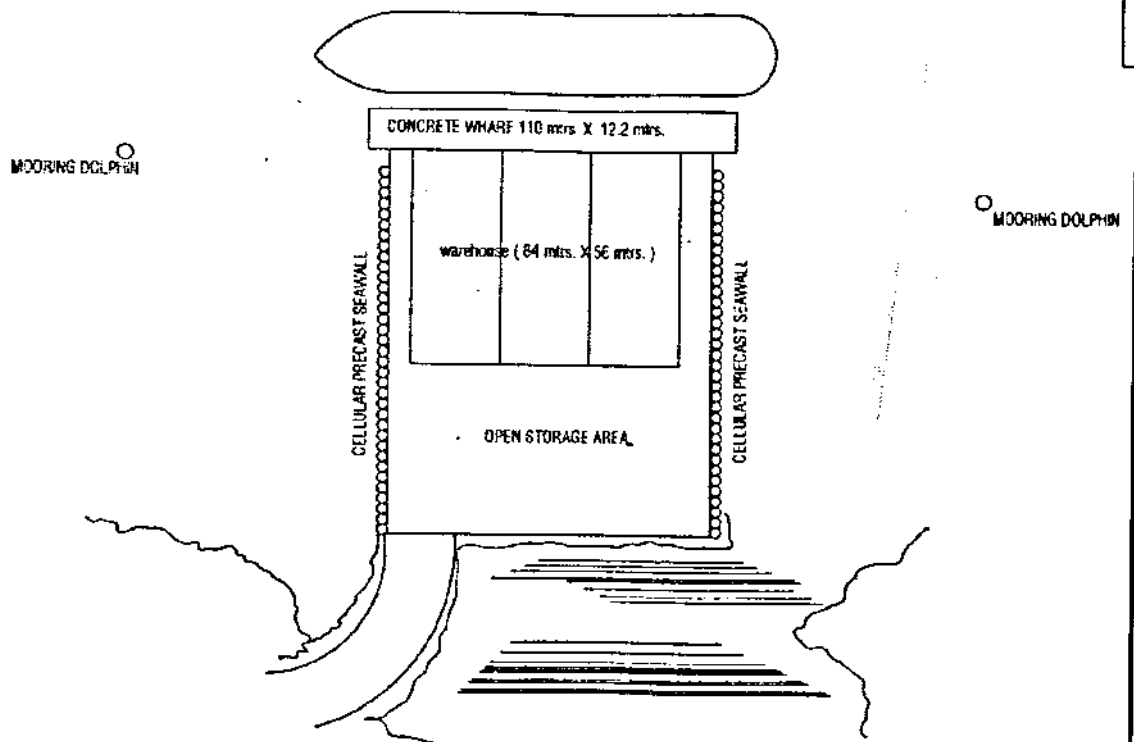 CONCRETE WHARF 110 mtrs. X 12.2 mtrs.
MOORING DOLPHIN
MOORING DOLPHIN
warehouse ( 84 mtrs. X 56 mtrs. )
CELLULAR PRECAST SEAWALL
CELLULAR PRECAST SEAWALL
OPEN STORAGE AREA